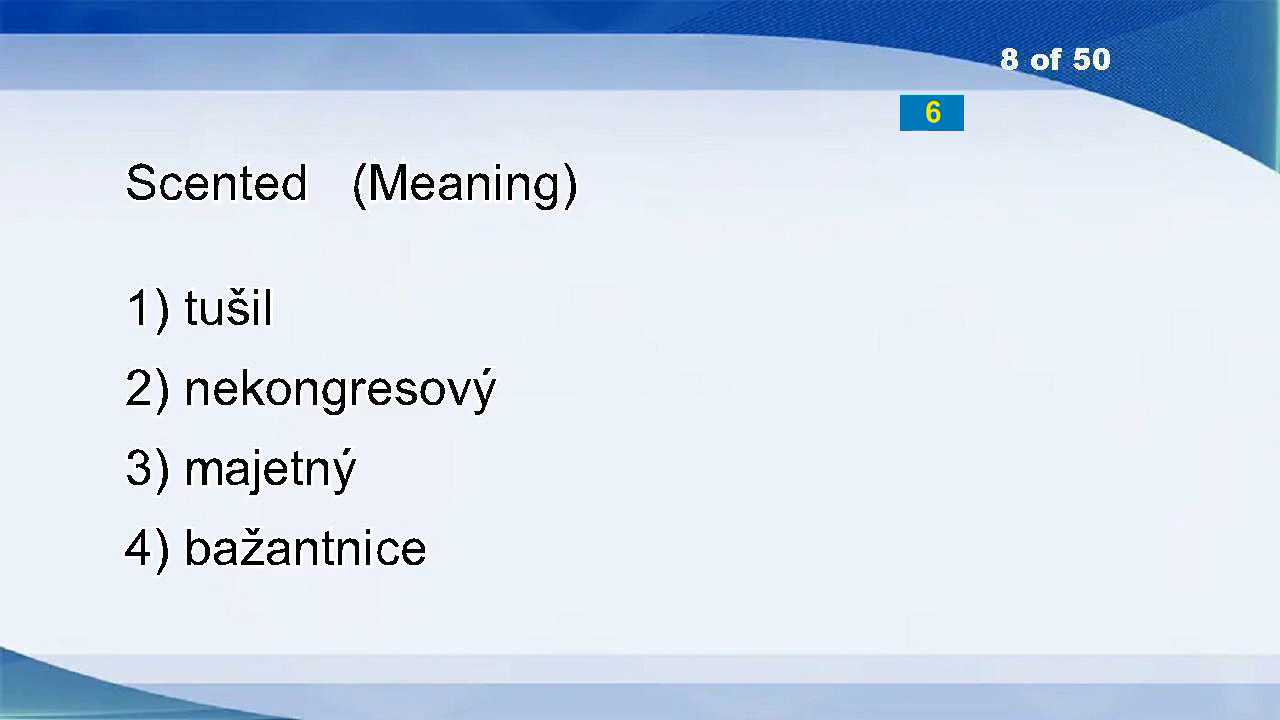 8 of 50
6
Scented (Meaning)
1) tušil
2) nekongresový
3) majetný
4) bažantnice